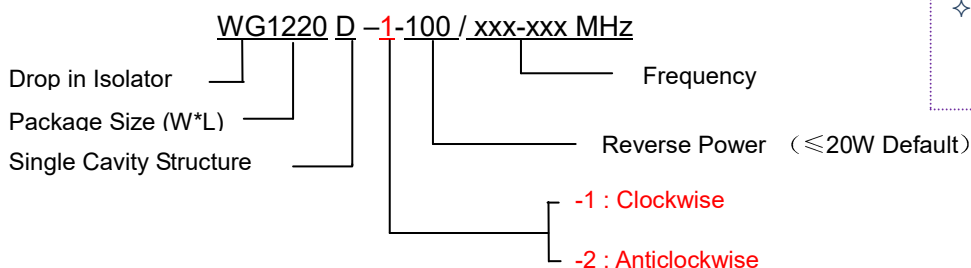 WG1220 D –1-100 / xxx-xxx MHz
Drop in Isolator
Frequency
Package Size (W*L)
Reverse Power （≤20W Default）
Single Cavity Structure
-1 : Clockwise
-2 : Anticlockwise